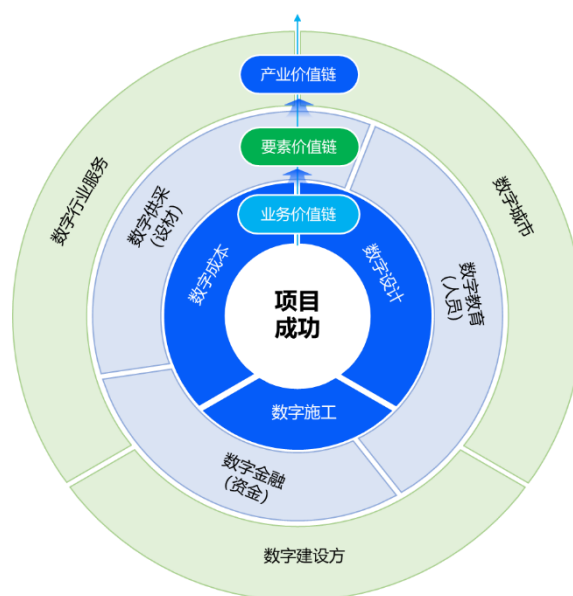 产业价值链
要素价值链
业务价值链
数字行业服务
数字城市
数字供采
(设材)
数字教育
(人员)
数字成本
数字设计
项目
成功
数字施工
数字金融
(资金)
数字建设方